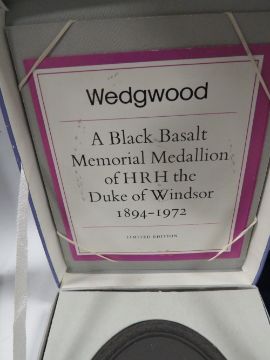 Wedgwood
A Black Basalt
Memorial Medallion
of HRH the
Duke of Windsor
1894-1972
LIMITED EDITION